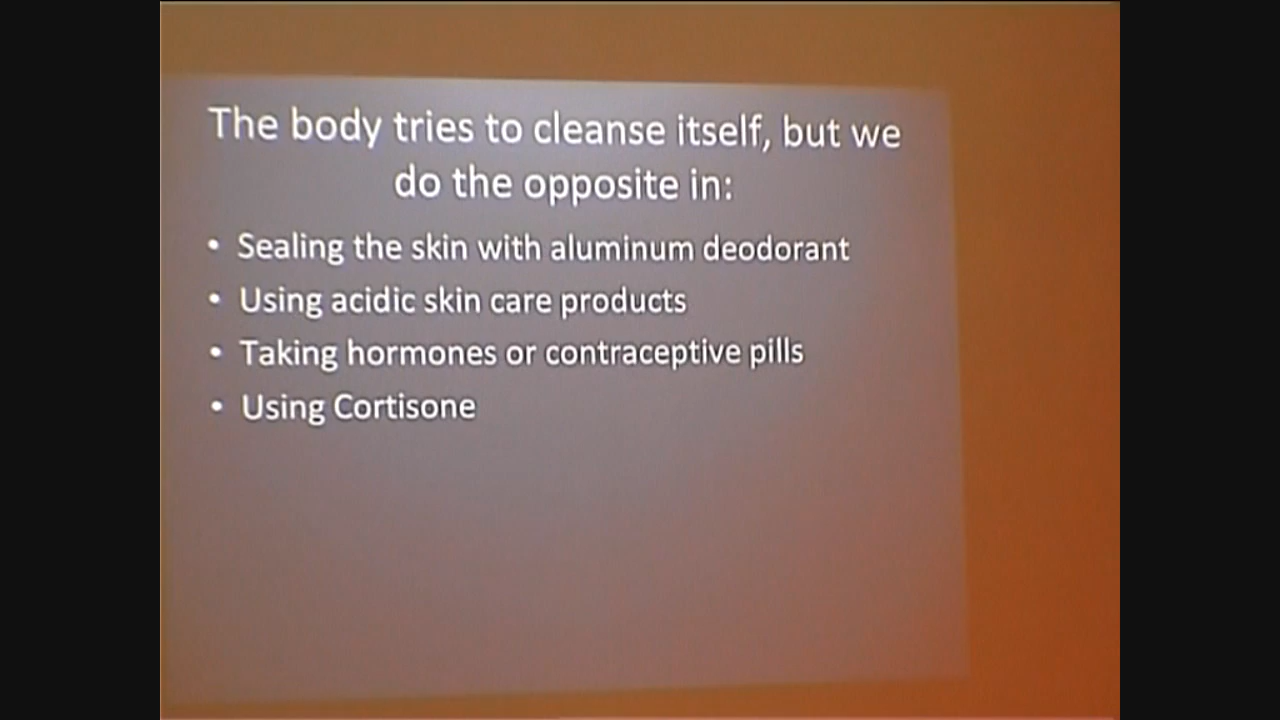 The body tries to cleanse itself, but we
do the opposite in:
• Sealing the skin with aluminum deodorant
• Using acidic skin care products
• Taking hormones or contraceptive pills
• Using Cortisone